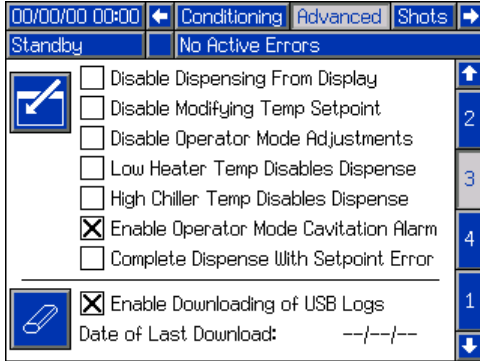 00/00/00 00:00 Conditioning Advanced Shots
Standby No Active Errors
Disable Dispensing From Display
Disable Modifying Temp Setpoint
2
Disable Operator Mode Adjustments
Low Heater Temp Disables Dispense
3
High Chiller Temp Disables Dispense
Enable Operator Mode Cavitation Alarm
4
Complete Dispense With Setpoint Error
Enable Downloading of USB Logs
1
Date of Last Download: --/--/--